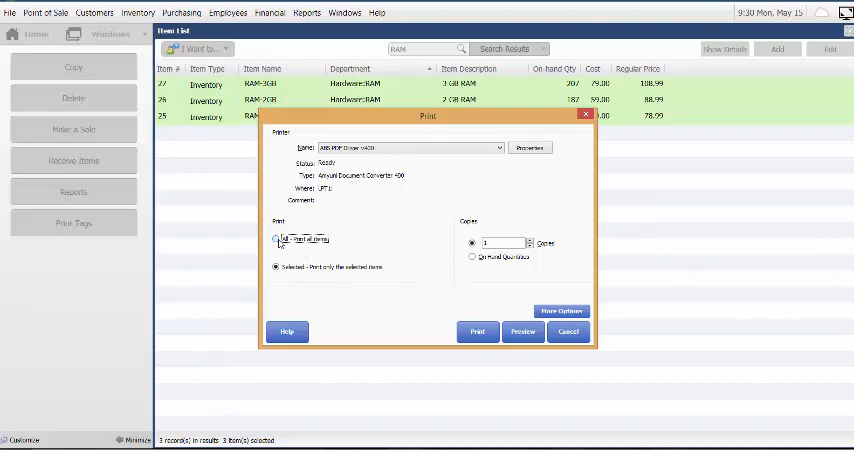 File Point of Sale Customers Inventory Purchasing Employees Financial Reports Windows Help 9:30 Mon, May 15
Home Windows
Item List
I Want to... RAM Search Results Show Details Add Edit
Item # Item Type Item Name Department Item Description On-hand Qty Cost Regular Price
27 Inventory RAM-3GB Hardware:RAM 3 GB RAM 207 79.00 108.99
26 Inventory RAM-2GB Hardware:RAM 2 GB RAM 187 59.00 88.99
25 Inventory .00 78.99
Copy
Delete
Make a Sale
Receive Items
Reports
Print Tags
Print
Printer
Name: ABS PDF Driver v400 Properties
Status: Ready
Type: Amyuni Document Converter 400
Where: LPT1:
Comment:
Print Copies
All - Print all items 1 Copies
On Hand Quantities
Selected - Print only the selected items
More Options
Help Print Preview Cancel
Customize Minimize 3 record(s) in results 3 item(s) selected